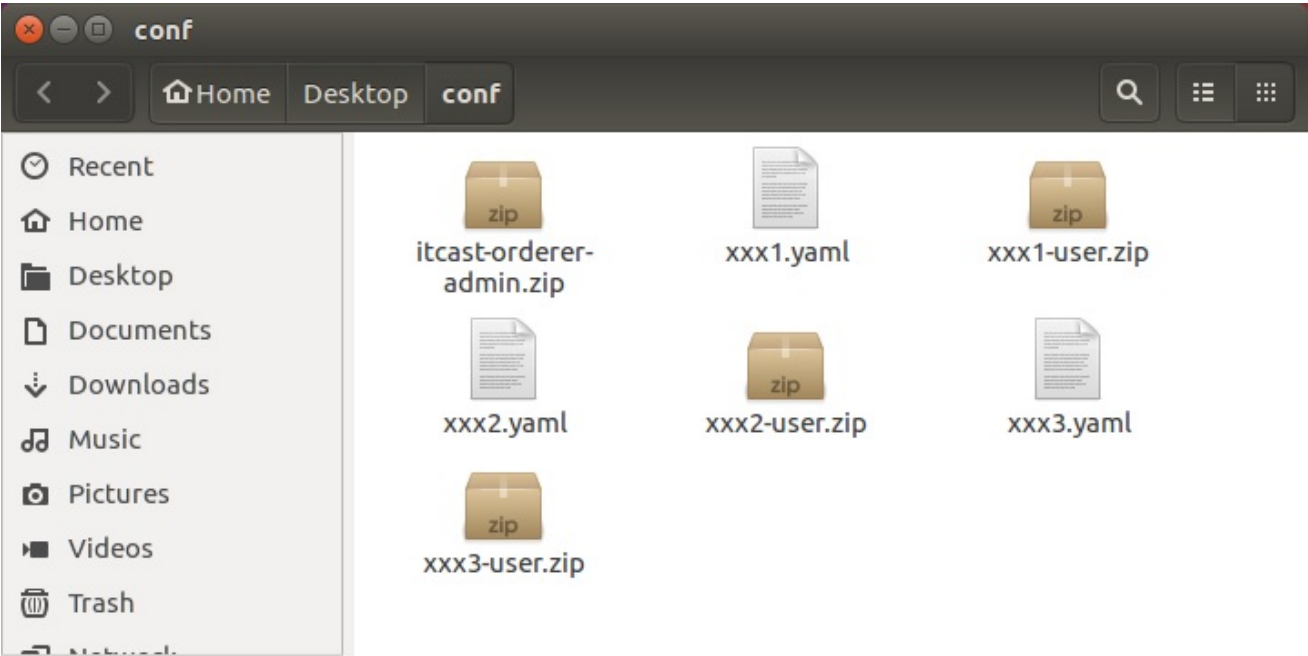 conf
Home Desktop conf
Recent
Home
Desktop
Documents
Downloads
Music
Pictures
Videos
Trash
zip
zip
itcast-orderer-
admin.zip
xxx1.yaml
xxx1-user.zip
zip
xxx2.yaml
xxx2-user.zip
xxx3.yaml
zip
xxx3-user.zip